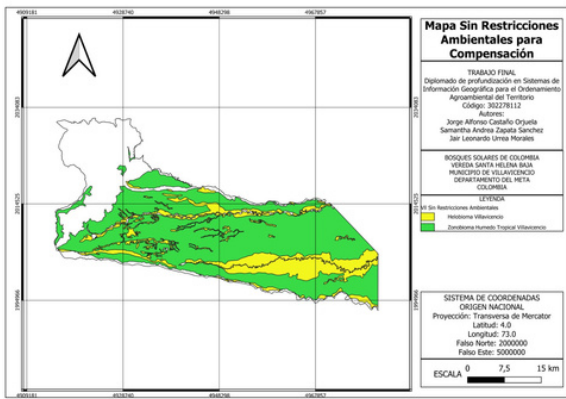 4909181
4928740
4948298
4967857
2034083
2014525
1994966
2034083
2014525
1994966
4909181
4928740
4948298
4967857
Mapa Sin Restricciones
Ambientales para
Compensación
TRABAJO FINAL
Diplomado de profundización en Sistemas de
Información Geográfica para el Ordenamiento
Agroambiental del Territorio
Código: 302278112
Autores:
Jorge Alfonso Castaño Orjuela
Samantha Andrea Zapata Sanchez
Jair Leonardo Urrea Morales
BOSQUES SOLARES DE COLOMBIA
VEREDA SANTA HELENA BAJA
MUNICIPIO DE VILLAVICENCIO
DEPARTAMENTO DEL META
COLOMBIA
LEYENDA
Sin Restricciones Ambientales
Helobioma Villavicencio
Zonobioma Humedo Tropical Villavicencio
SISTEMA DE COORDENADAS
ORIGEN NACIONAL
Proyección: Transversa de Mercator
Latitud: 4.0
Longitud: 73.0
Falso Norte: 2000000
Falso Este: 5000000
ESCALA 0 7,5 15 km